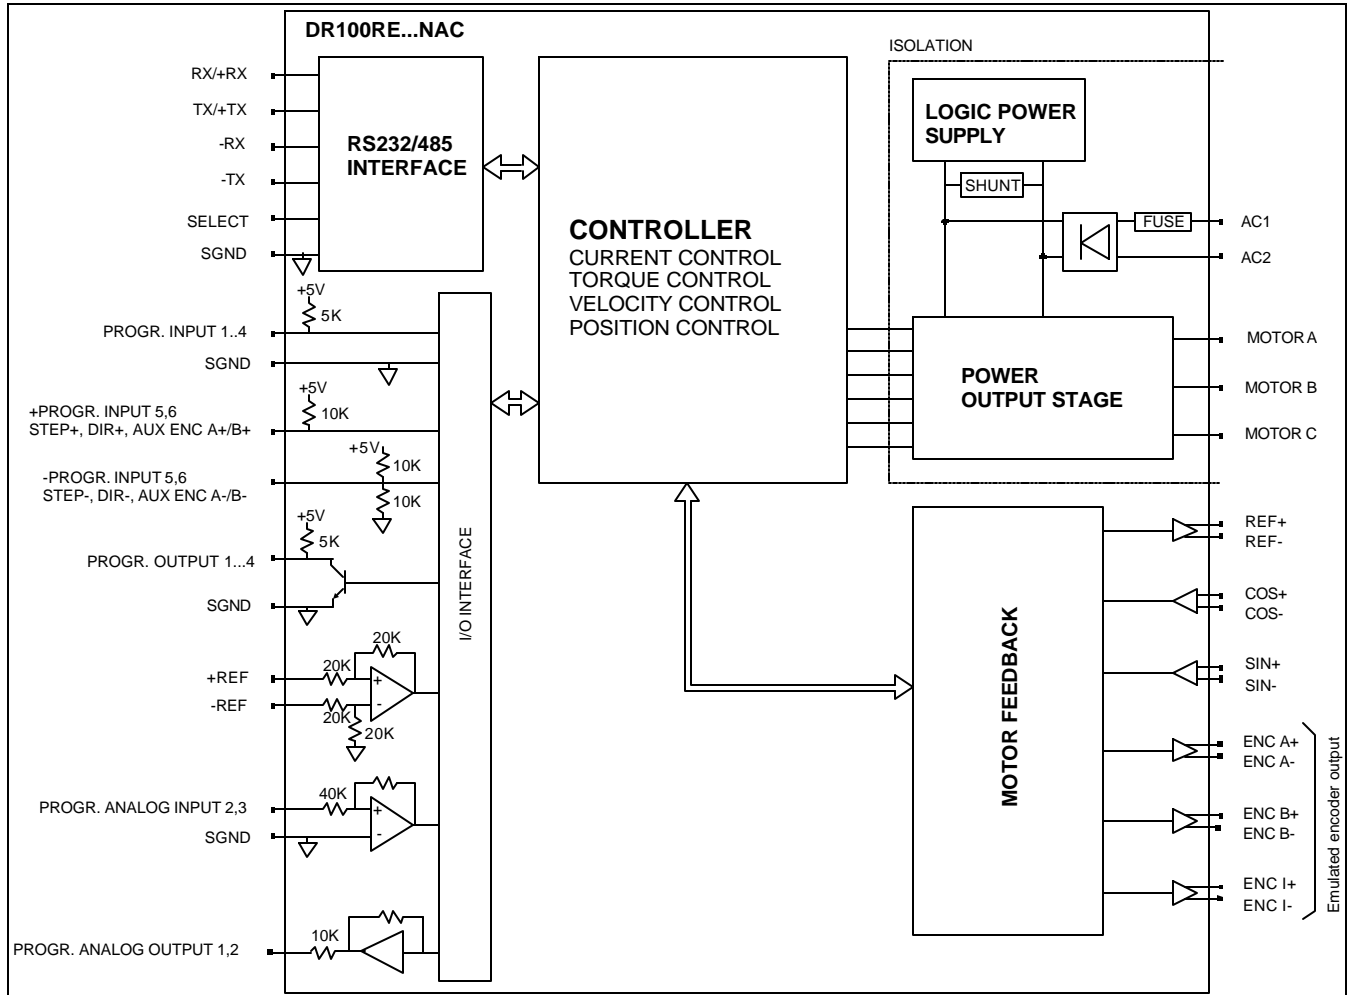 DR100RE...NAC
ISOLATION
RX/+RX
TX/+TX
-RX
-TX
SELECT
SGND
RS232/485
INTERFACE
CONTROLLER
CURRENT CONTROL
TORQUE CONTROL
VELOCITY CONTROL
POSITION CONTROL
LOGIC POWER
SUPPLY
SHUNT
FUSE
AC1
AC2
+5V
5K
PROGR. INPUT 1..4
SGND
+5V
10K
+PROGR. INPUT 5,6
STEP+, DIR+, AUX ENC A+/B+
+5V
10K
-PROGR. INPUT 5,6
STEP-, DIR-, AUX ENC A-/B-
10K
+5V
5K
PROGR. OUTPUT 1...4
SGND
I/O INTERFACE
POWER
OUTPUT STAGE
MOTOR A
MOTOR B
MOTOR C
20K
20K
+REF
+
-REF
-
20K
20K
40K
PROGR. ANALOG INPUT 2,3
+
SGND
-
10K
PROGR. ANALOG OUTPUT 1,2
MOTOR FEEDBACK
REF+
REF-
COS+
COS-
SIN+
SIN-
ENC A+
ENC A-
ENC B+
ENC B-
ENC I+
ENC I-
Emulated encoder output